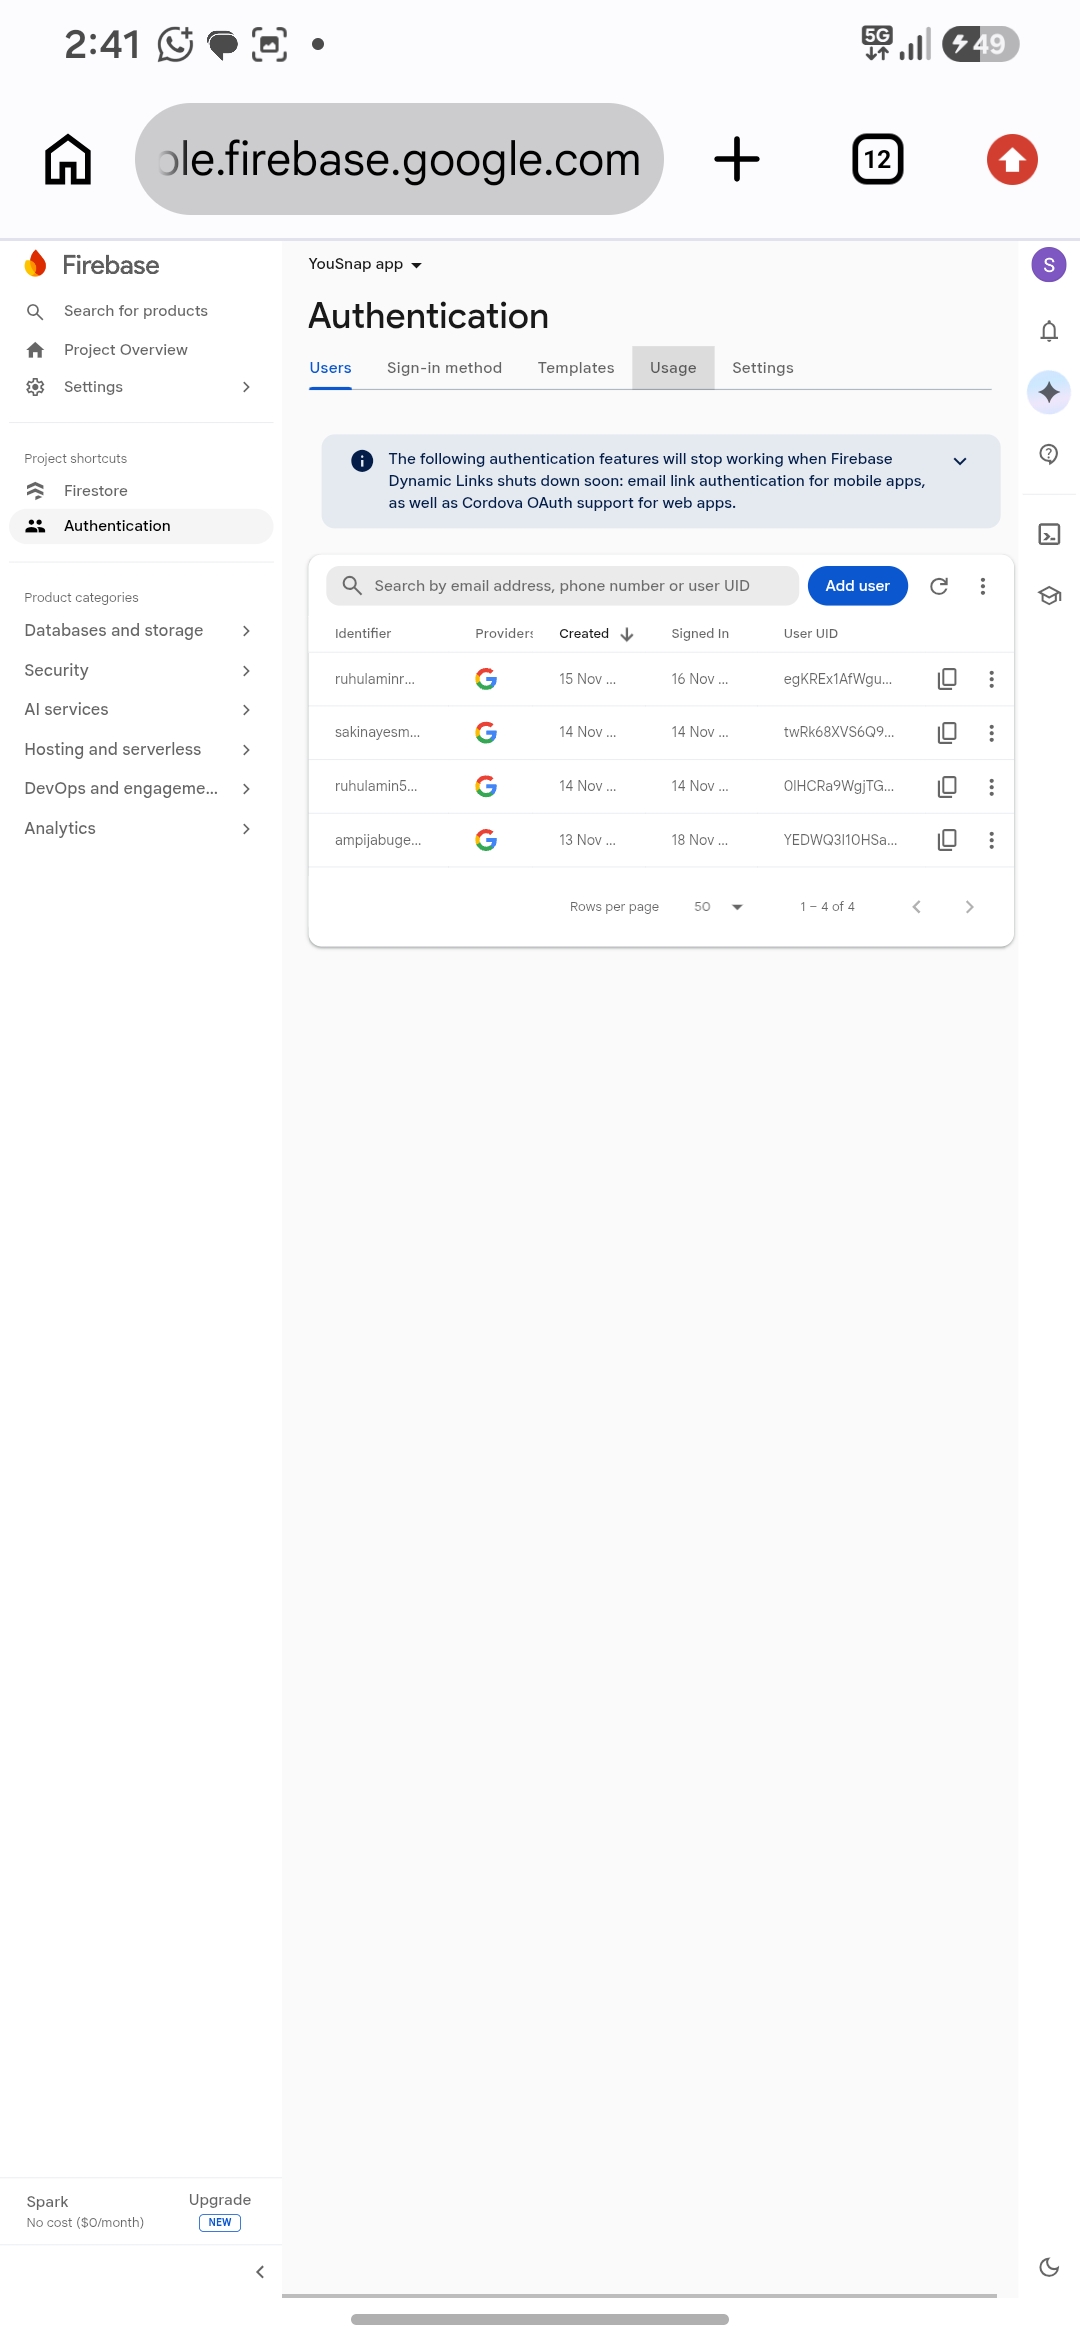 2:41
5G
49
ole.firebase.google.com
12
Firebase
Search for products
Project Overview
Settings
Project shortcuts
Firestore
Authentication
Product categories
Databases and storage
Security
AI services
Hosting and serverless
DevOps and engageme...
Analytics
Spark
No cost ($0/month)
Upgrade
NEW
YouSnap app
Authentication
Users
Sign-in method
Templates
Usage
Settings
The following authentication features will stop working when Firebase
Dynamic Links shuts down soon: email link authentication for mobile apps,
as well as Cordova OAuth support for web apps.
Search by email address, phone number or user UID
Add user
Identifier Providers Created Signed In User UID
ruhulaminr... 15 Nov ... 16 Nov ... egKREx1AfWgu...
sakinayesm... 14 Nov ... 14 Nov ... twRk68XVS6Q9...
ruhulamin5... 14 Nov ... 14 Nov ... 0IHCRa9WgjTG...
ampijabuge... 13 Nov ... 18 Nov ... YEDWQ3I10HSa...
Rows per page 50 1 – 4 of 4
S